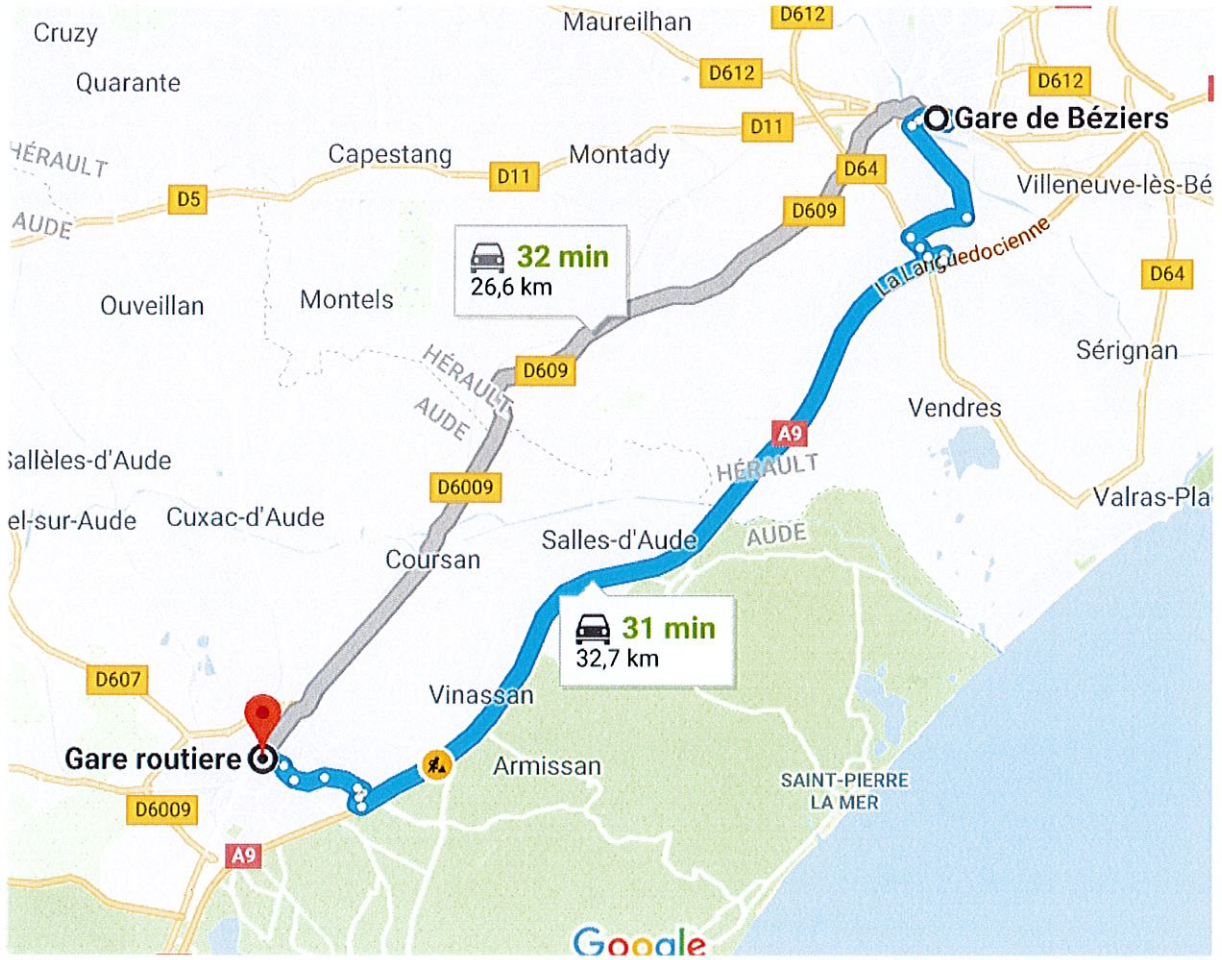 Cruzy
Maureilhan
D612
Quarante
D612
D612
D11
Gare de Béziers
HÉRAULT
Capestang
Montady
D5
D11
D64
Villeneuve-lès-Bé
AUDE
D609
La Languedocienne
32 min
26,6 km
D64
Ouveillan
Montels
HÉRAULT
AUDE
D609
Sérignan
Vendres
A9
HÉRAULT
Sallèles-d'Aude
D6009
Valras-Pla
el-sur-Aude
Cuxac-d'Aude
Coursan
Salles-d'Aude
AUDE
31 min
32,7 km
D607
Vinassan
Gare routiere
Armissan
SAINT-PIERRE
LA MER
D6009
A9
Google